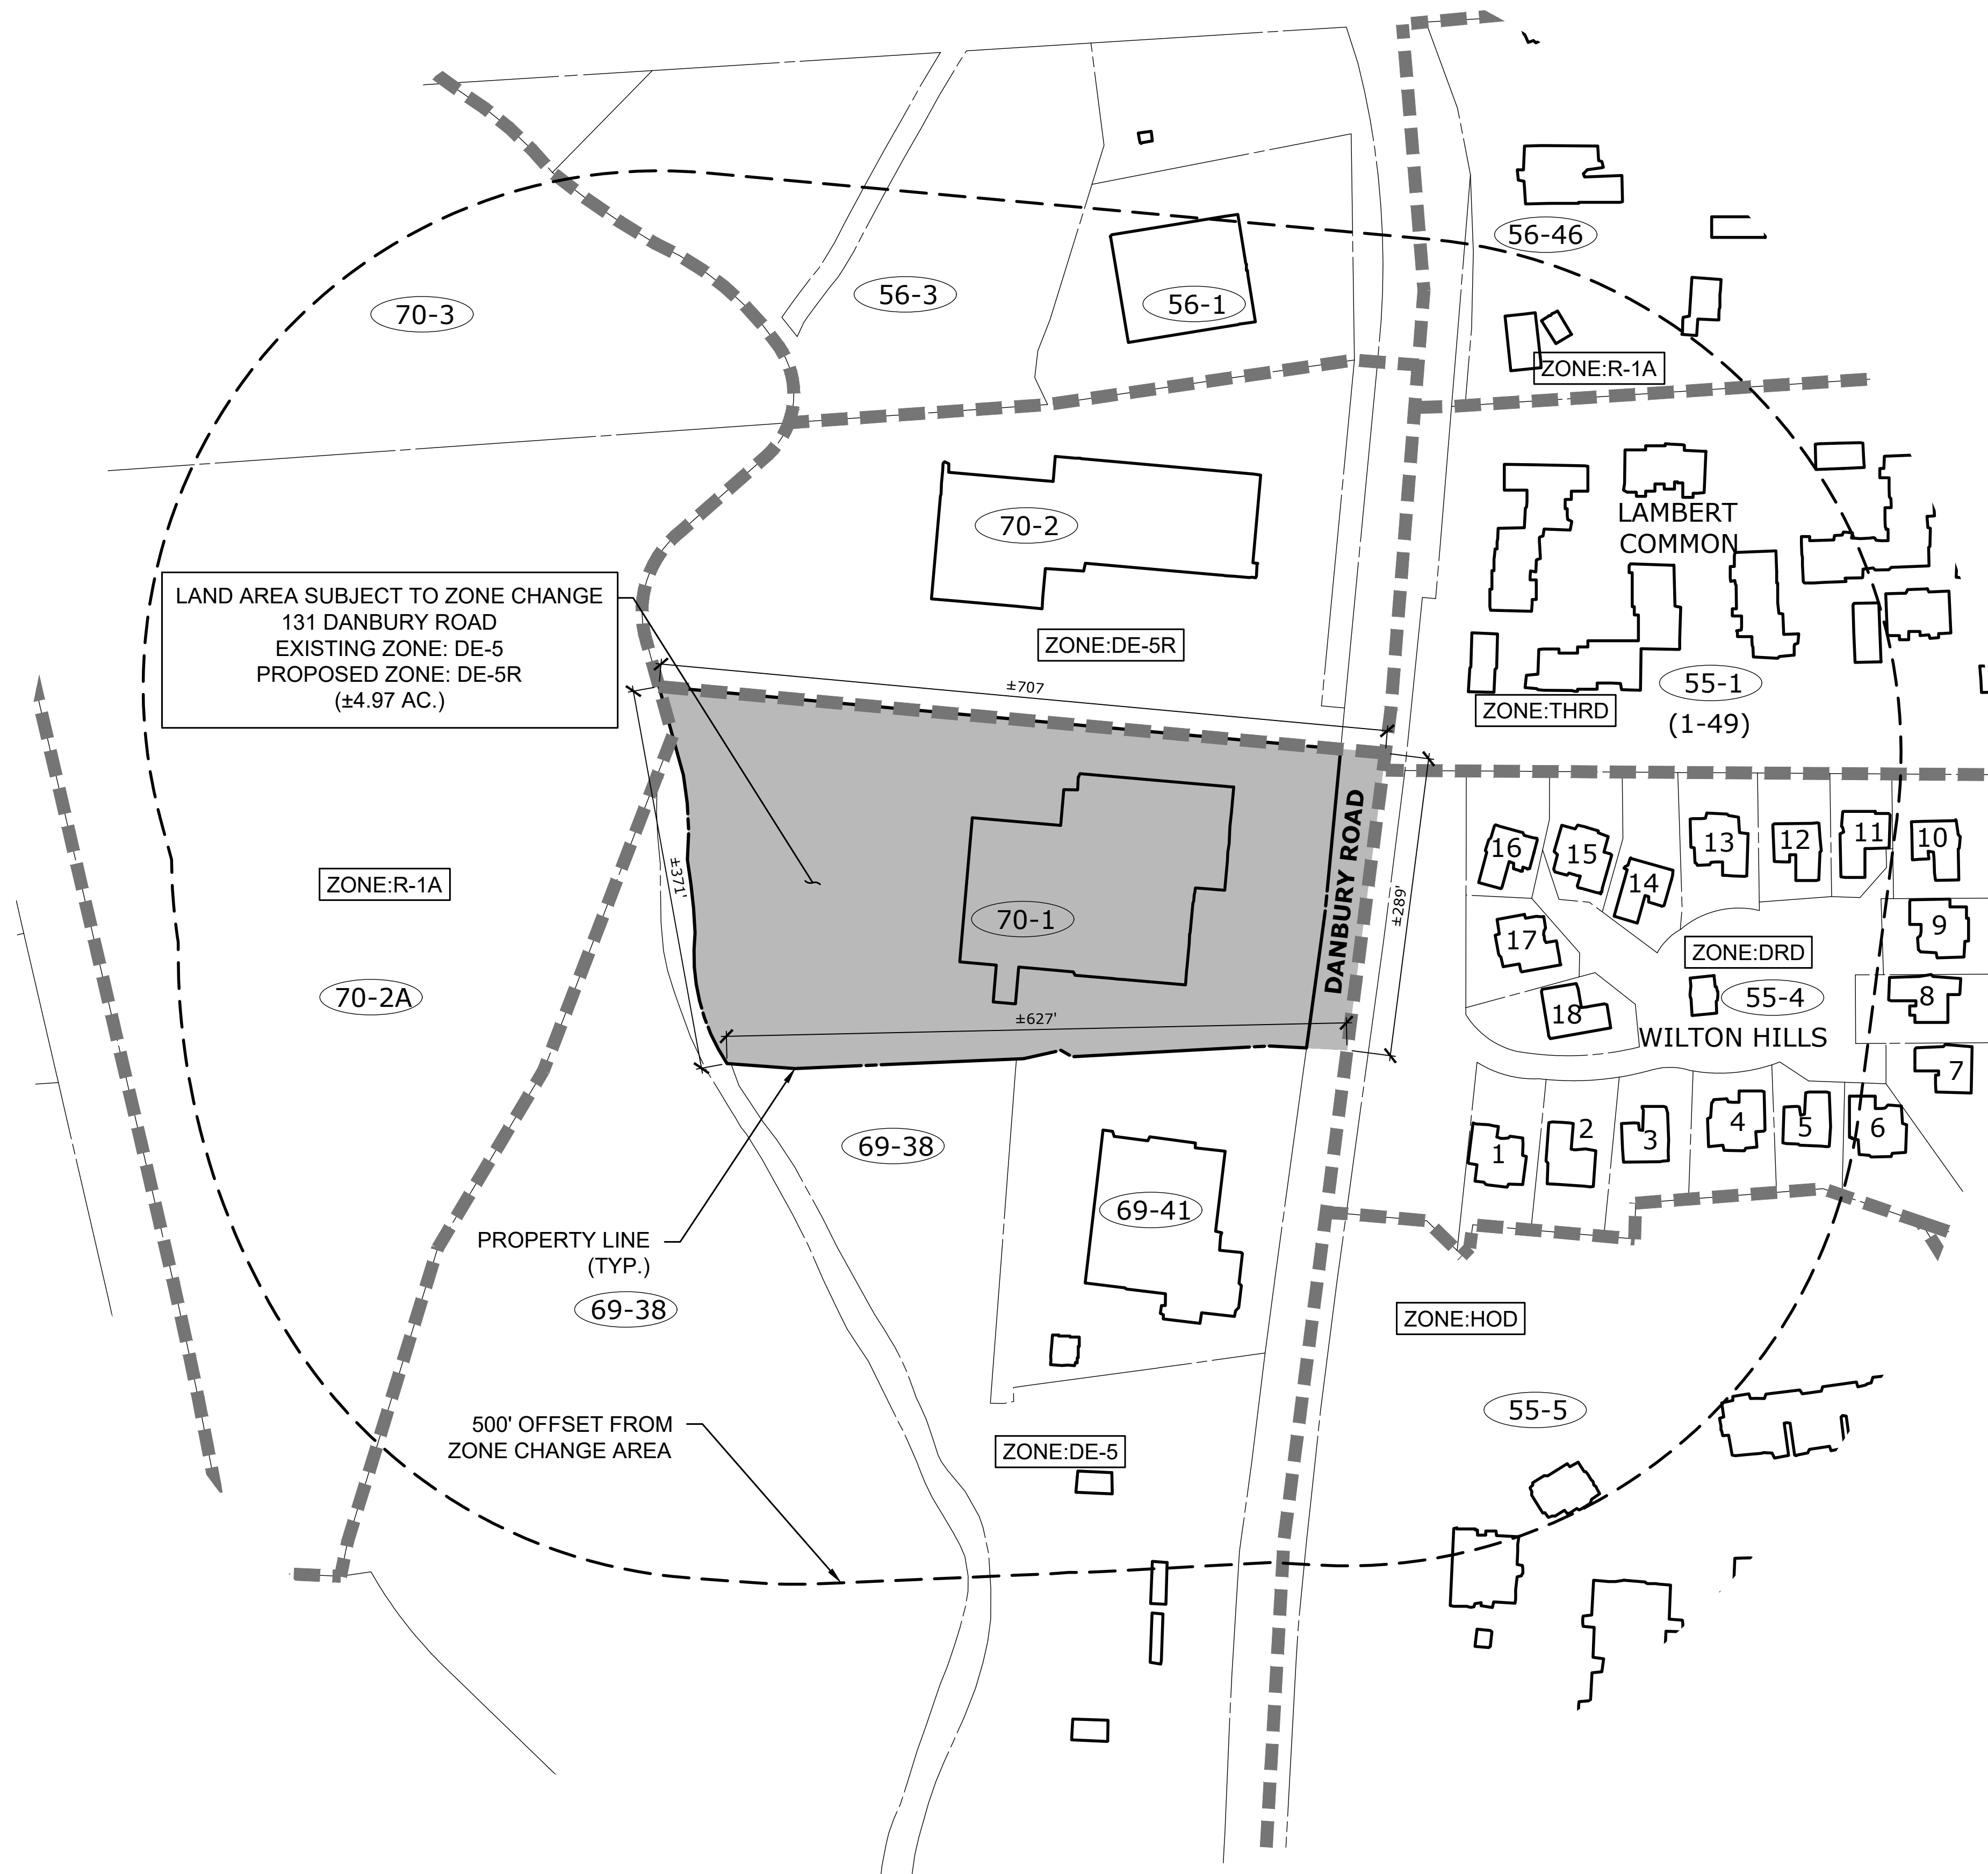 56-46
70-3
56-3
56-1
ZONE:R-1A
LAMBERT
COMMON
70-2
LAND AREA SUBJECT TO ZONE CHANGE
131 DANBURY ROAD
EXISTING ZONE: DE-5
PROPOSED ZONE: DE-5R
(±4.97 AC.)
ZONE:DE-5R
55-1
(1-49)
ZONE:THRD
±707
DANBURY ROAD
±371'
±289'
ZONE:R-1A
70-1
70-2A
±627'
16
15
14
13
12
11
10
17
9
ZONE:DRD
55-4
8
18
WILTON HILLS
7
1
2
3
4
5
6
69-38
69-41
PROPERTY LINE
(TYP.)
69-38
ZONE:HOD
55-5
500' OFFSET FROM
ZONE CHANGE AREA
ZONE:DE-5